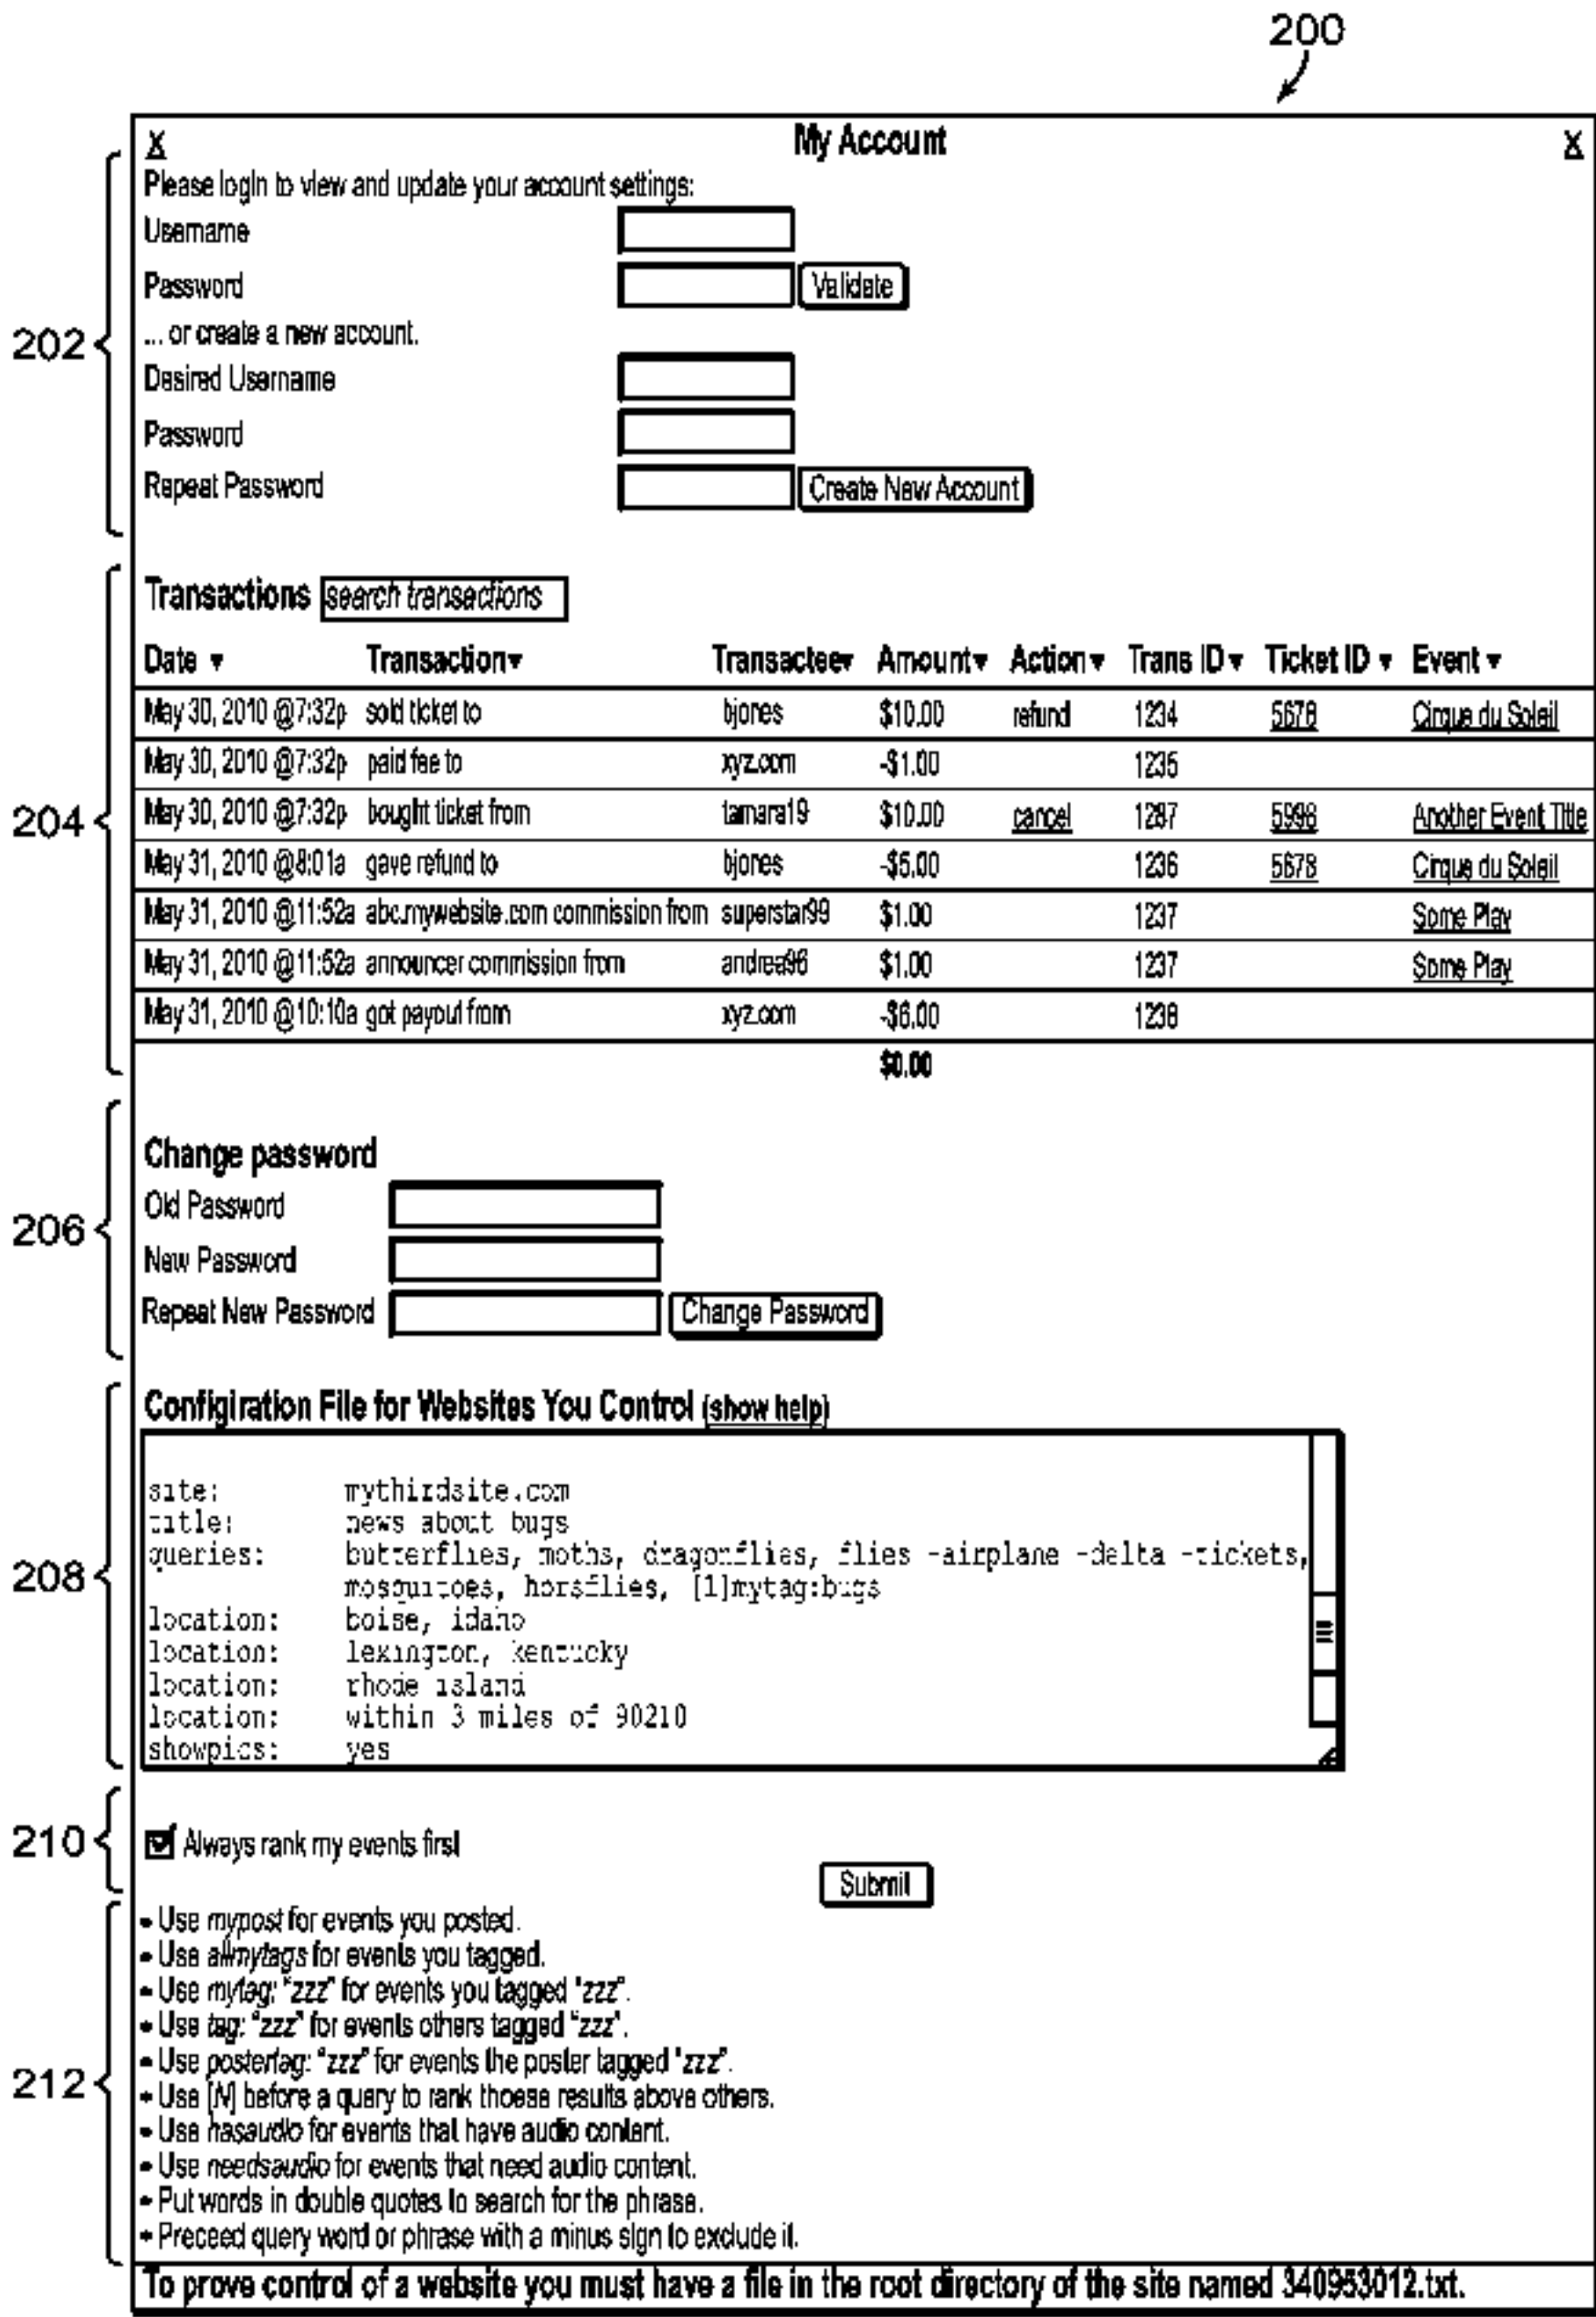 200
X My Account X
Please login to view and update your account settings:
Username
Password Validate
202
... or create a new account.
Desired Username
Password
Repeat Password Create New Account
Transactions search transactions
Date ▾ Transaction▾ Transactee▾ Amount▾ Action▾ Trans ID▾ Ticket ID ▾ Event ▾
May 30, 2010 @7:32p sold ticket to bjones $10.00 refund 1234 5678 Cirque du Soleil
May 30, 2010 @7:32p paid fee to xyz.com -$1.00 1235
204
May 30, 2010 @7:32p bought ticket from tamara19 $10.00 cancel 1287 5998 Another Event Title
May 31, 2010 @8:01a gave refund to bjones -$5.00 1236 5678 Cirque du Soleil
May 31, 2010 @11:52a abc.mywebsite.com commission from superstar99 $1.00 1237 Some Play
May 31, 2010 @11:52a announcer commission from andrea96 $1.00 1237 Some Play
May 31, 2010 @10:10a got payout from xyz.com -$6.00 1238
$0.00
Change password
Old Password
206
New Password
Repeat New Password Change Password
Configiration File for Websites You Control (show help)
site: mythirdsite.com
title: news about bugs
queries: butterflies, moths, dragonflies, flies -airplane -delta -tickets,
208
mosquitoes, horsflies, [1]mytag:bugs
location: boise, idaho
location: lexington, kentucky
location: rhode island
location: within 3 miles of 90210
showpics: yes
210
Always rank my events first
Submit
• Use mypost for events you posted.
• Use allmytags for events you tagged.
• Use mytag: "zzz" for events you tagged "zzz".
• Use tag: "zzz" for events others tagged "zzz".
• Use postertag: "zzz" for events the poster tagged "zzz".
212
• Use [N] before a query to rank thoese results above others.
• Use hasaudio for events that have audio content.
• Use needsaudio for events that need audio content.
• Put words in double quotes to search for the phrase.
• Preceed query word or phrase with a minus sign to exclude it.
To prove control of a website you must have a file in the root directory of the site named 340953012.txt.